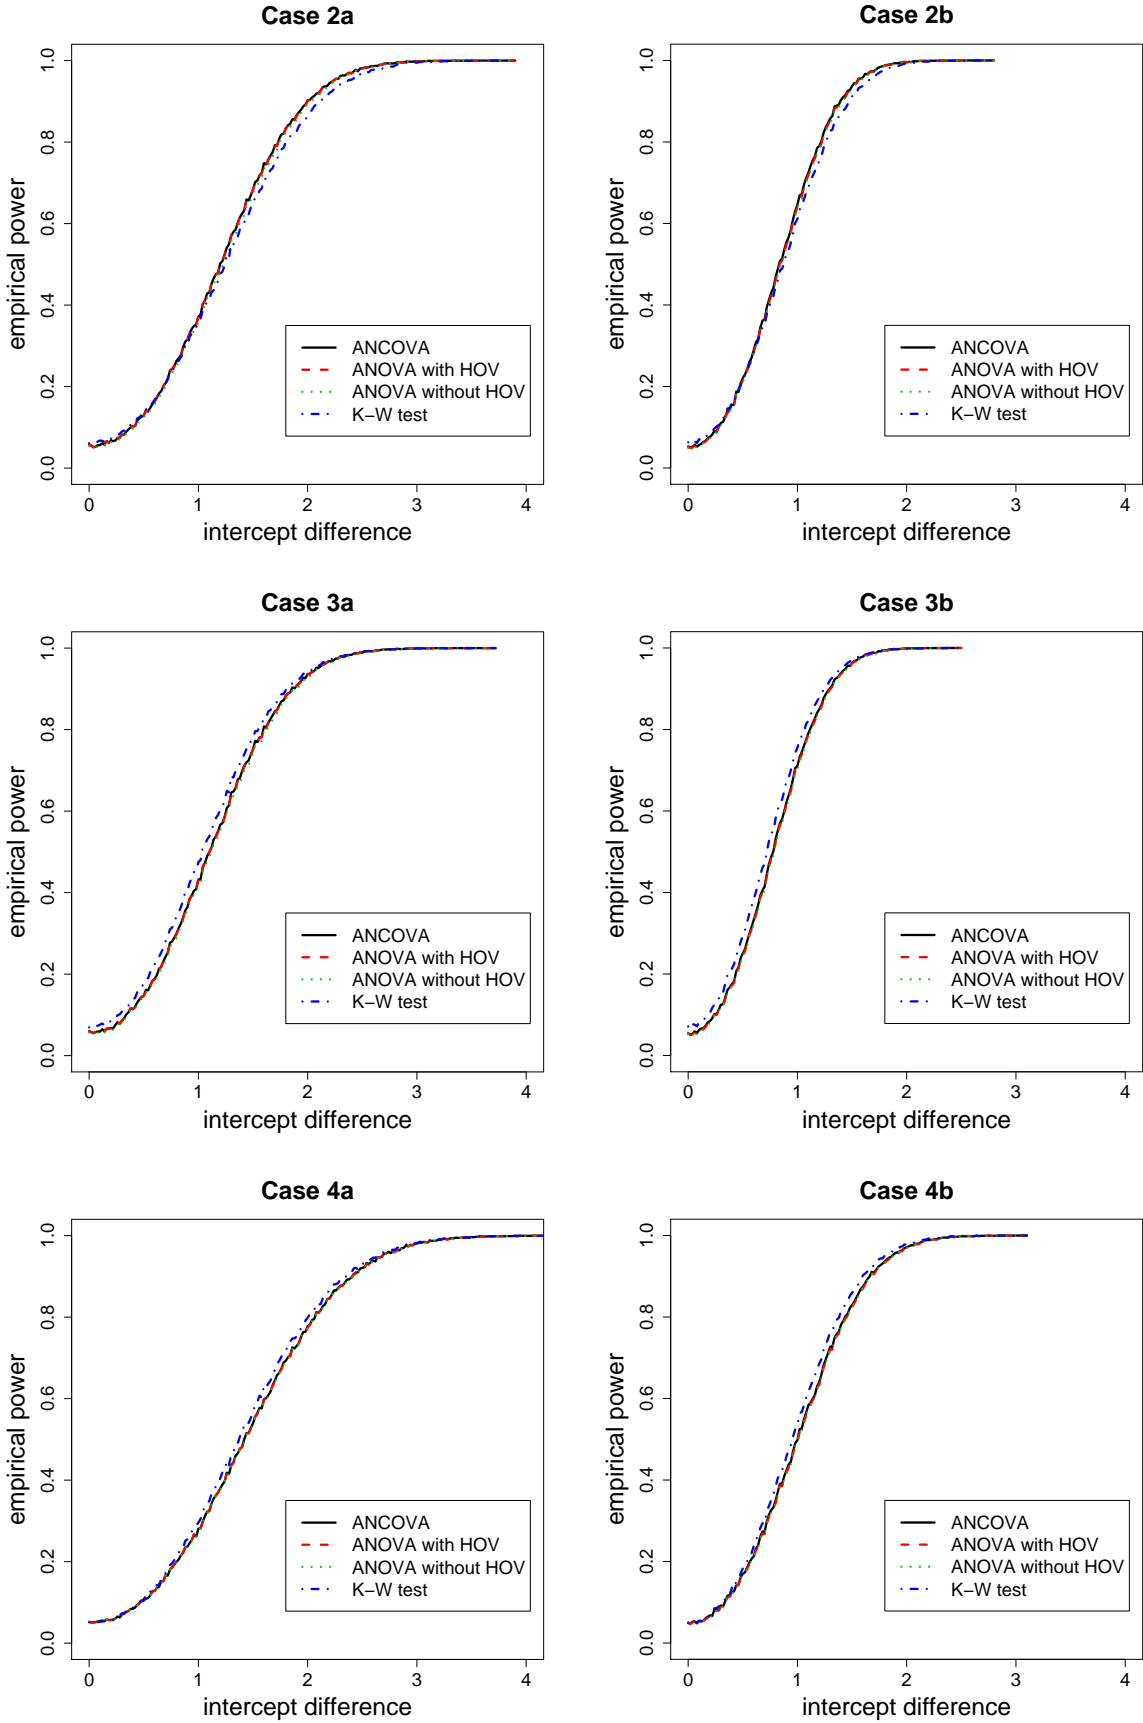 Case 2a
empirical power
0.0 0.2 0.4 0.6 0.8 1.0
ANCOVA
ANOVA with HOV
ANOVA without HOV
K−W test
0 1 2 3 4
intercept difference
Case 2b
empirical power
0.0 0.2 0.4 0.6 0.8 1.0
ANCOVA
ANOVA with HOV
ANOVA without HOV
K−W test
0 1 2 3 4
intercept difference
Case 3a
empirical power
0.0 0.2 0.4 0.6 0.8 1.0
ANCOVA
ANOVA with HOV
ANOVA without HOV
K−W test
0 1 2 3 4
intercept difference
Case 3b
empirical power
0.0 0.2 0.4 0.6 0.8 1.0
ANCOVA
ANOVA with HOV
ANOVA without HOV
K−W test
0 1 2 3 4
intercept difference
Case 4a
empirical power
0.0 0.2 0.4 0.6 0.8 1.0
ANCOVA
ANOVA with HOV
ANOVA without HOV
K−W test
0 1 2 3 4
intercept difference
Case 4b
empirical power
0.0 0.2 0.4 0.6 0.8 1.0
ANCOVA
ANOVA with HOV
ANOVA without HOV
K−W test
0 1 2 3 4
intercept difference